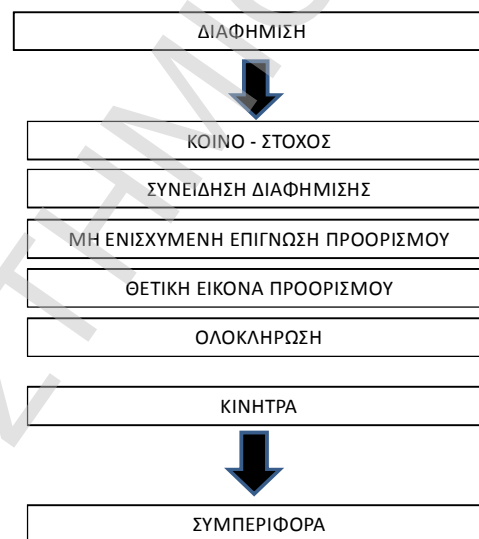 ΔΙΑΦΗΜΙΣΗ
ΚΟΙΝΟ - ΣΤΟΧΟΣ
ΣΥΝΕΙΔΗΣΗ ΔΙΑΦΗΜΙΣΗΣ
ΜΗ ΕΝΙΣΧΥΜΕΝΗ ΕΠΙΓΝΩΣΗ ΠΡΟΟΡΙΣΜΟΥ
ΘΕΤΙΚΗ ΕΙΚΟΝΑ ΠΡΟΟΡΙΣΜΟΥ
ΟΛΟΚΛΗΡΩΣΗ
ΚΙΝΗΤΡΑ
ΣΥΜΠΕΡΙΦΟΡΑ